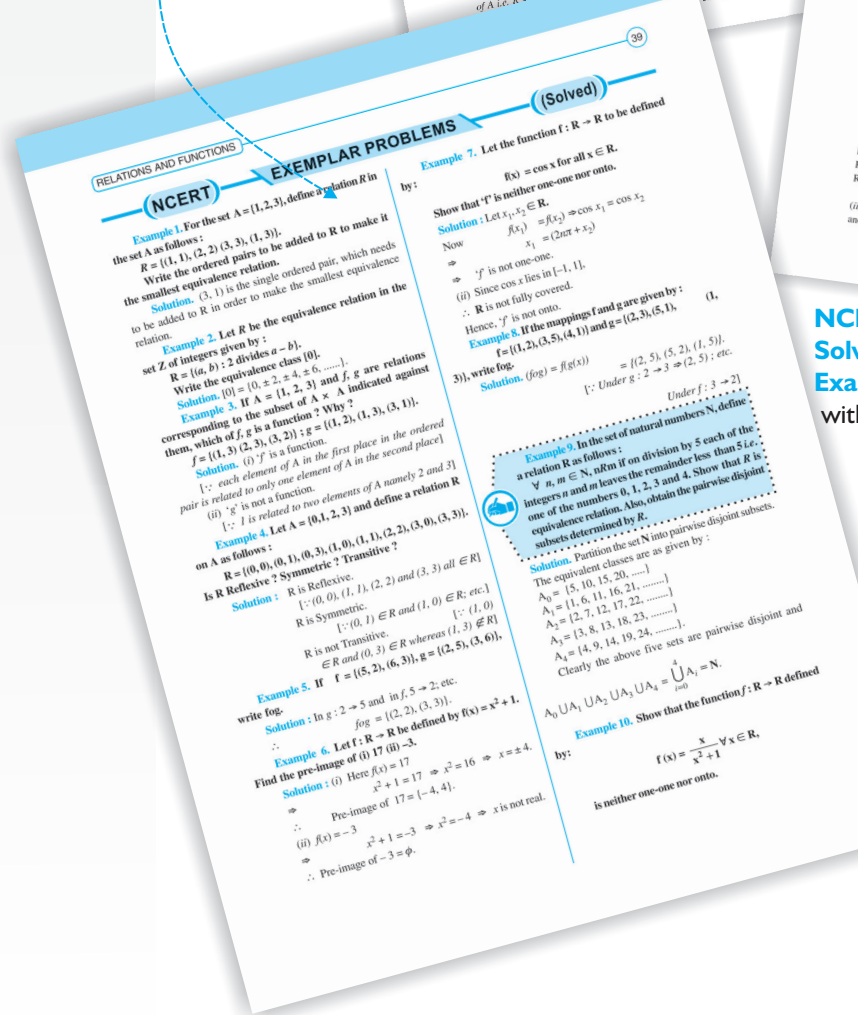 of A i.e. R
39
RELATIONS AND FUNCTIONS
(NCERT) EXEMPLAR PROBLEMS (Solved)
Example 1. For the set A = {1, 2, 3}, define a relation R in
the set A as follows :
R = {(1, 1), (2, 2) (3, 3), (1, 3)}.
Write the ordered pairs to be added to R to make it
the smallest equivalence relation.
Solution. (3, 1) is the single ordered pair, which needs
to be added to R in order to make the smallest equivalence
relation.
Example 2. Let R be the equivalence relation in the
set Z of integers given by :
R = {(a, b) : 2 divides a – b}.
Write the equivalence class [0].
Solution. [0] = {0, ± 2, ± 4, ± 6, ......}.
Example 3. If A = {1, 2, 3} and f, g are relations
corresponding to the subset of A × A indicated against
them, which of f, g is a function ? Why ?
f = {(1, 3) (2, 3), (3, 2)} ; g = {(1, 2), (1, 3), (3, 1)}.
Solution. (i) 'f' is a function.
[∵ each element of A in the first place in the ordered
pair is related to only one element of A in the second place]
(ii) 'g' is not a function.
[∵ 1 is related to two elements of A namely 2 and 3]
Example 4. Let A = {0,1, 2, 3} and define a relation R
on A as follows :
R = {(0, 0), (0, 1), (0, 3), (1, 0), (1, 1), (2, 2), (3, 0), (3, 3)}.
Is R Reflexive ? Symmetric ? Transitive ?
Solution : R is Reflexive.
[∵ (0, 0), (1, 1), (2, 2) and (3, 3) all ∈ R]
R is Symmetric.
[∵ (0, 1) ∈ R and (1, 0) ∈ R; etc.]
R is not Transitive. [∵ (1, 0)
∈ R and (0, 3) ∈ R whereas (1, 3) ∉ R]
Example 5. If f = {(5, 2), (6, 3)}, g = {(2, 5), (3, 6)},
write fog.
Solution : In g : 2 → 5 and in f, 5 → 2; etc.
∴ fog = {(2, 2), (3, 3)}.
Example 6. Let f : R → R be defined by f(x) = x² + 1.
Find the pre-image of (i) 17 (ii) –3.
Solution : (i) Here f(x) = 17
⇒ x² + 1 = 17 ⇒ x² = 16 ⇒ x = ± 4.
∴ Pre-image of 17 = {– 4, 4}.
(ii) f(x) = – 3
⇒ x² + 1 = –3 ⇒ x² = – 4 ⇒ x is not real.
∴ Pre-image of – 3 = ϕ.
Example 7. Let the function f : R → R to be defined
by :
f(x) = cos x for all x ∈ R.
Show that 'f' is neither one-one nor onto.
Solution : Let x₁, x₂ ∈ R.
Now f(x₁) = f(x₂) ⇒ cos x₁ = cos x₂
⇒ x₁ = (2nπ + x₂)
⇒ 'f' is not one-one.
(ii) Since cos x lies in [–1, 1],
∴ R is not fully covered.
Hence, 'f' is not onto.
Example 8. If the mappings f and g are given by :
f = {(1, 2), (3, 5), (4, 1)} and g = {(2, 3), (5, 1), (1,
3)}, write fog.
Solution. (fog) = f(g(x)) = {(2, 5), (5, 2), (1, 5)}.
[∵ Under g : 2 → 3 ⇒ (2, 5) ; etc.
Under f : 3 → 2]
Example 9. In the set of natural numbers N, define
a relation R as follows :
∀ n, m ∈ N, nRm if on division by 5 each of the
integers n and m leaves the remainder less than 5 i.e.
one of the numbers 0, 1, 2, 3 and 4. Show that R is
equivalence relation. Also, obtain the pairwise disjoint
subsets determined by R.
Solution. Partition the set N into pairwise disjoint subsets.
The equivalent classes are as given by :
A₀ = {5, 10, 15, 20, .....}
A₁ = {1, 6, 11, 16, 21, ........}
A₂ = {2, 7, 12, 17, 22, ........}
A₃ = {3, 8, 13, 18, 23, ........}
A₄ = {4, 9, 14, 19, 24, ........}.
Clearly the above five sets are pairwise disjoint and
A₀ ∪ A₁ ∪ A₂ ∪ A₃ ∪ A₄ = ⋃⁴ᵢ₌₀ Aᵢ = N.
Example 10. Show that the function f : R → R defined
by:
f (x) = x/(x² + 1) ∀ x ∈ R,
is neither one-one nor onto.
Solv
Exa
with